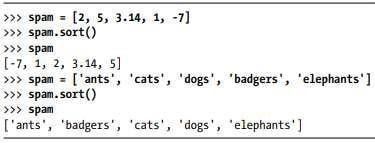 >>> spam = [2, 5, 3.14, 1, -7]
>>> spam.sort()
>>> spam
[-7, 1, 2, 3.14, 5]
>>> spam = ['ants', 'cats', 'dogs', 'badgers', 'elephants']
>>> spam.sort()
>>> spam
['ants', 'badgers', 'cats', 'dogs', 'elephants']